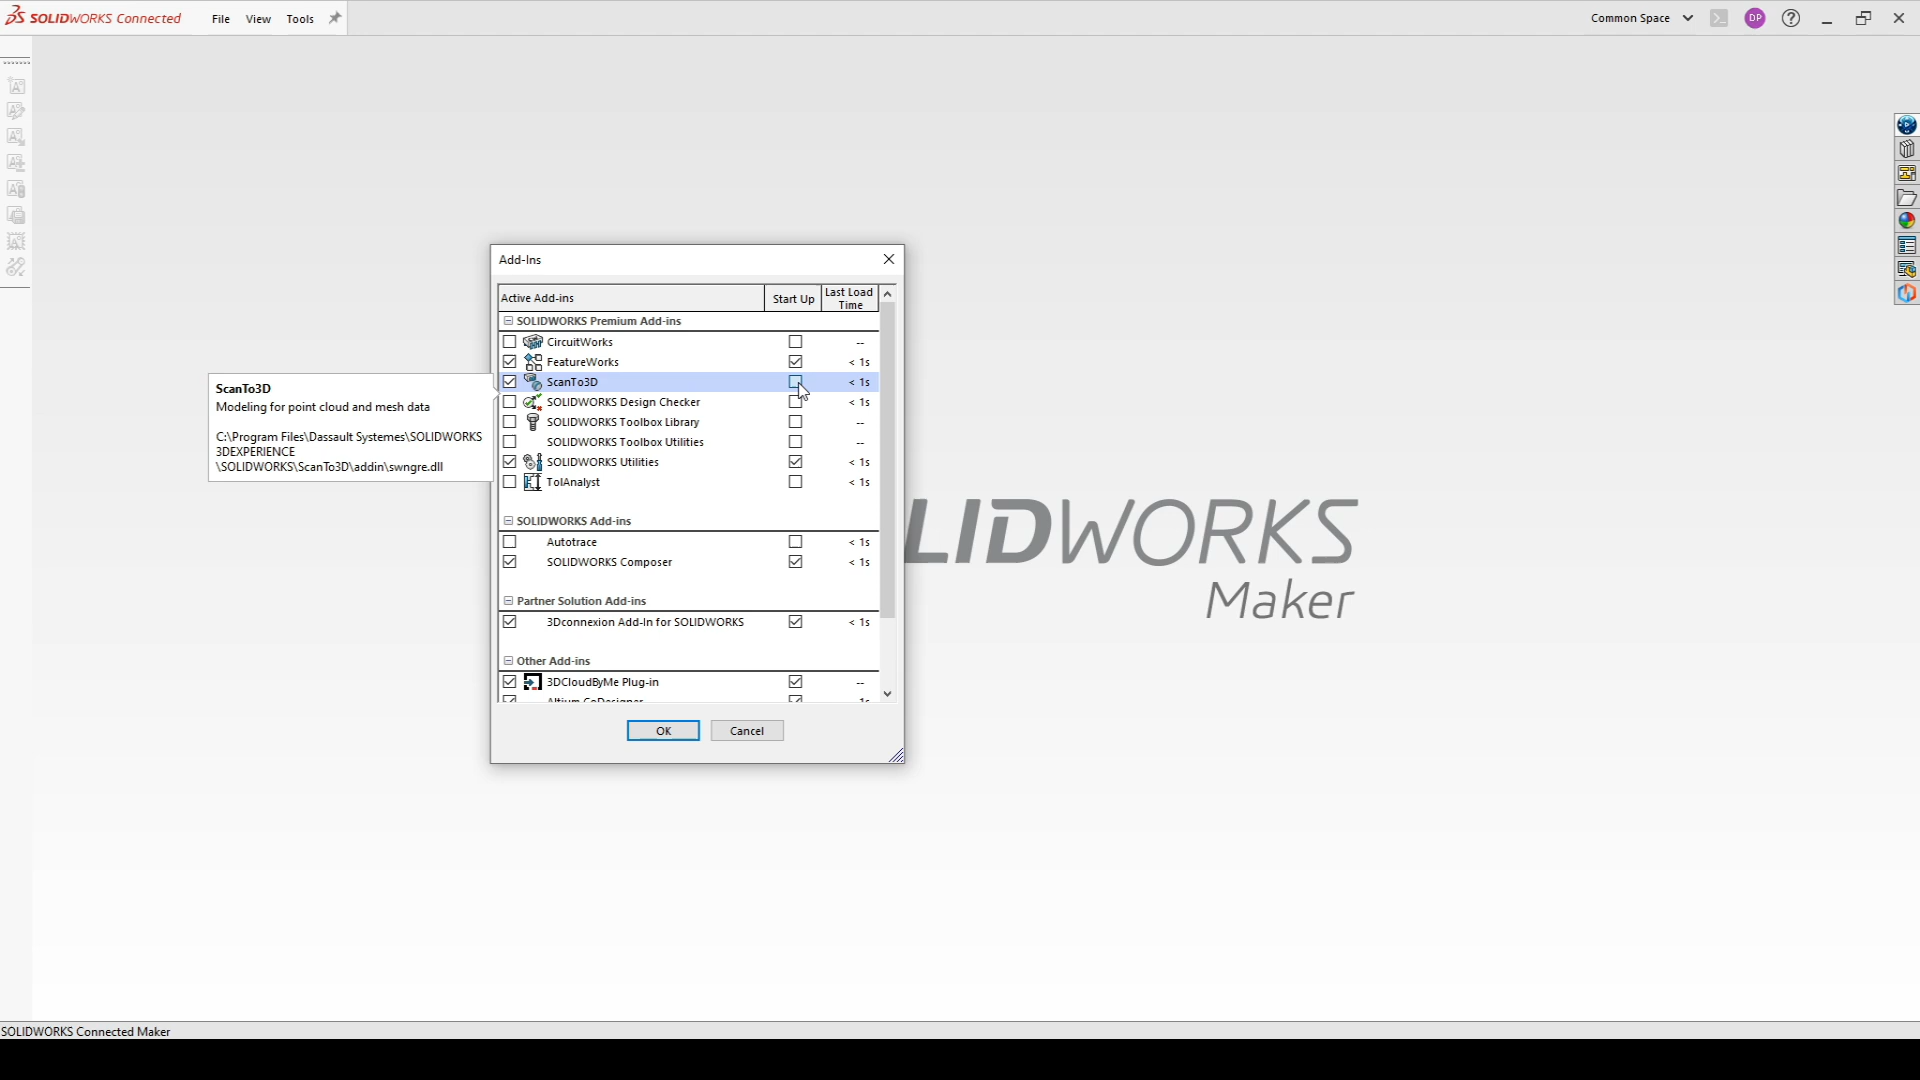 SOLIDWORKS Connected File View Tools Common Space DP
Add-Ins
Active Add-ins Start Up Last Load Time
SOLIDWORKS Premium Add-ins
CircuitWorks --
FeatureWorks < 1s
ScanTo3D < 1s
SOLIDWORKS Design Checker < 1s
SOLIDWORKS Toolbox Library --
SOLIDWORKS Toolbox Utilities --
SOLIDWORKS Utilities < 1s
TolAnalyst < 1s
SOLIDWORKS Add-ins
Autotrace < 1s
SOLIDWORKS Composer < 1s
Partner Solution Add-ins
3Dconnexion Add-In for SOLIDWORKS < 1s
Other Add-ins
3DCloudByMe Plug-in --
Altium CoDesigner
OK Cancel
ScanTo3D
Modeling for point cloud and mesh data
C:\Program Files\Dassault Systemes\SOLIDWORKS
3DEXPERIENCE
\SOLIDWORKS\ScanTo3D\addin\swngre.dll
LIDWORKS
Maker
SOLIDWORKS Connected Maker